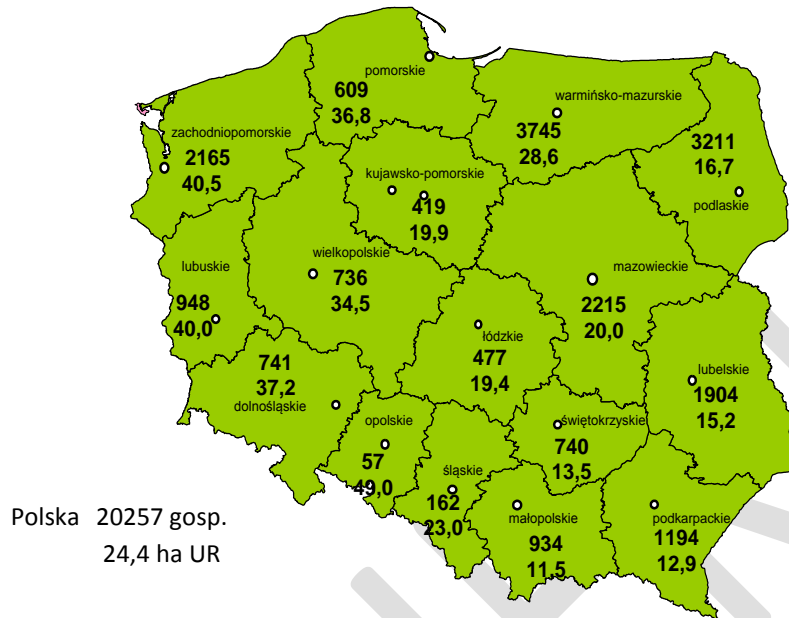 pomorskie
609
36,8
warmińsko-mazurskie
3745
28,6
zachodniopomorskie
2165
40,5
kujawsko-pomorskie
419
19,9
3211
16,7
podlaskie
lubuskie
948
40,0
wielkopolskie
736
34,5
mazowieckie
2215
20,0
łódzkie
477
19,4
741
37,2
dolnośląskie
lubelskie
1904
15,2
opolskie
57
49,0
śląskie
162
23,0
świętokrzyskie
740
13,5
małopolskie
934
11,5
podkarpackie
1194
12,9
Polska 20257 gosp.
24,4 ha UR